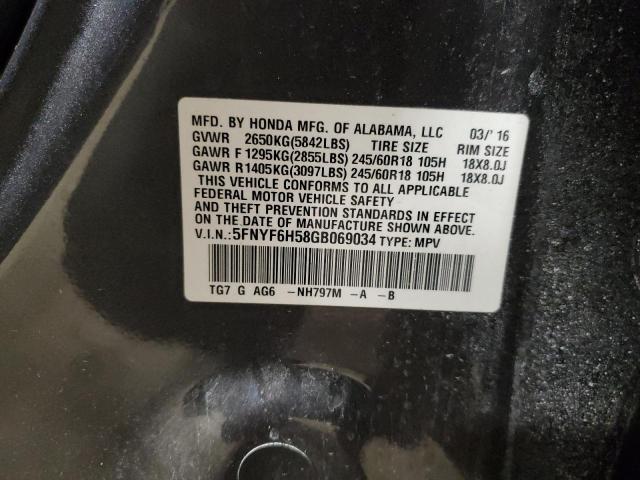 MFD. BY HONDA MFG. OF ALABAMA, LLC 03/'16
GVWR 2650KG(5842LBS) TIRE SIZE RIM SIZE
GAWR F 1295KG(2855LBS) 245/60R18 105H 18X8.0J
GAWR R 1405KG(3097LBS) 245/60R18 105H 18X8.0J
THIS VEHICLE CONFORMS TO ALL APPLICABLE
FEDERAL MOTOR VEHICLE SAFETY
AND THEFT PREVENTION STANDARDS IN EFFECT
ON THE DATE OF MANUFACTURE SHOWN ABOVE.
V.I.N.:5FNYF6H58GB069034 TYPE: MPV
TG7 G AG6 -NH797M -A -B